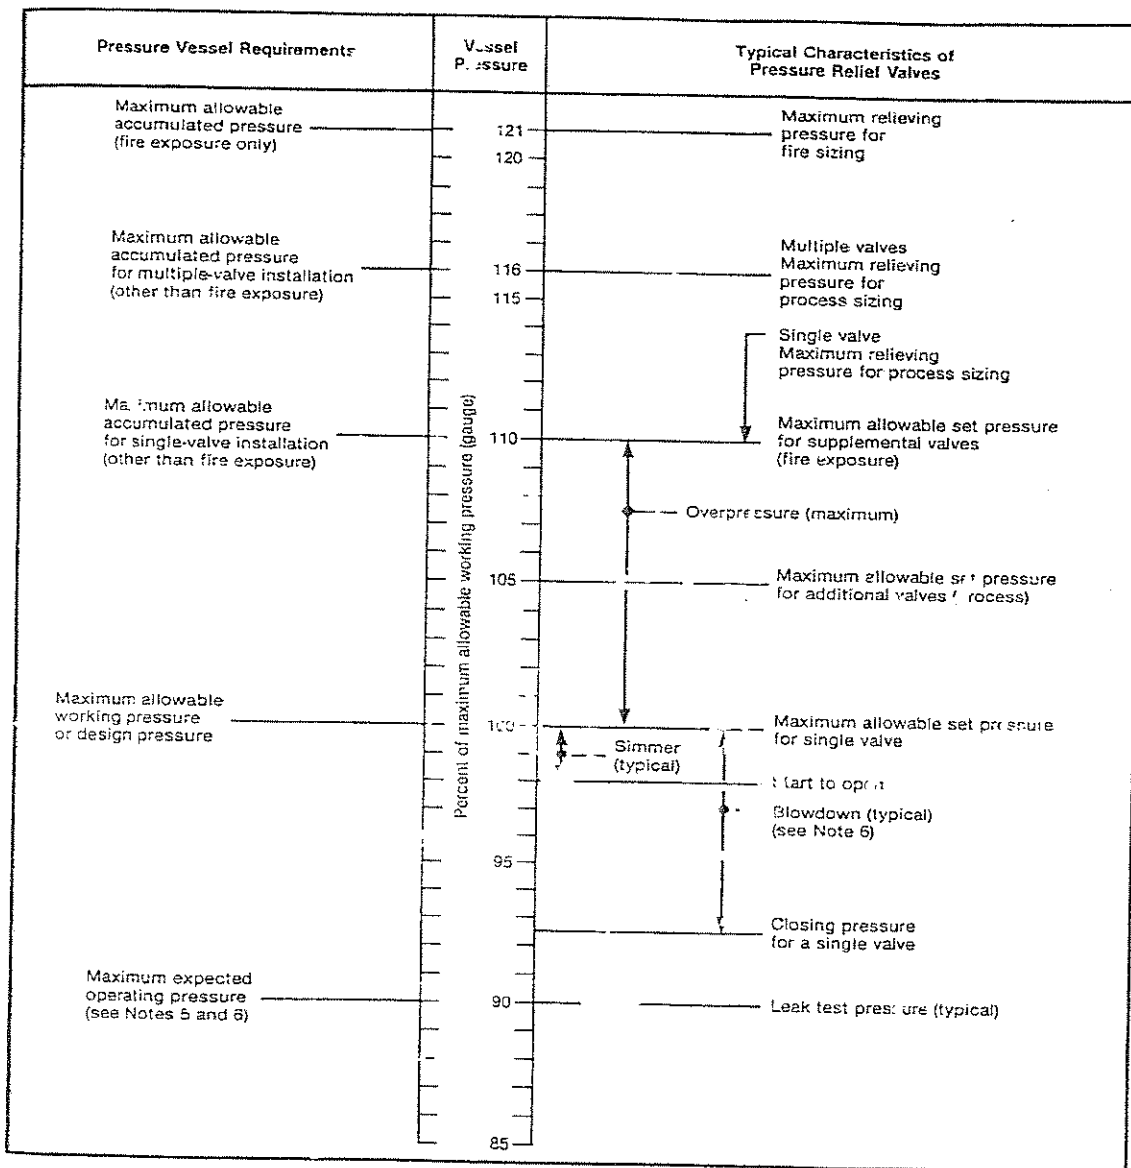 Pressure Vessel Requirements
Vessel
Pressure
Typical Characteristics of
Pressure Relief Valves
Maximum allowable
accumulated pressure
(fire exposure only)
Maximum allowable
accumulated pressure
for multiple-valve installation
(other than fire exposure)
Maximum allowable
accumulated pressure
for single-valve installation
(other than fire exposure)
Maximum allowable
working pressure
or design pressure
Maximum expected
operating pressure
(see Notes 5 and 6)
Percent of maximum allowable working pressure (gauge)
121
120
116
115
110
105
100
95
90
85
Maximum relieving
pressure for
fire sizing
Multiple valves
Maximum relieving
pressure for
process sizing
Single valve
Maximum relieving
pressure for process sizing
Maximum allowable set pressure
for supplemental valves
(fire exposure)
Overpressure (maximum)
Maximum allowable set pressure
for additional valves (process)
Maximum allowable set pressure
for single valve
Simmer
(typical)
Start to open
Blowdown (typical)
(see Note 6)
Closing pressure
for a single valve
Leak test pressure (typical)